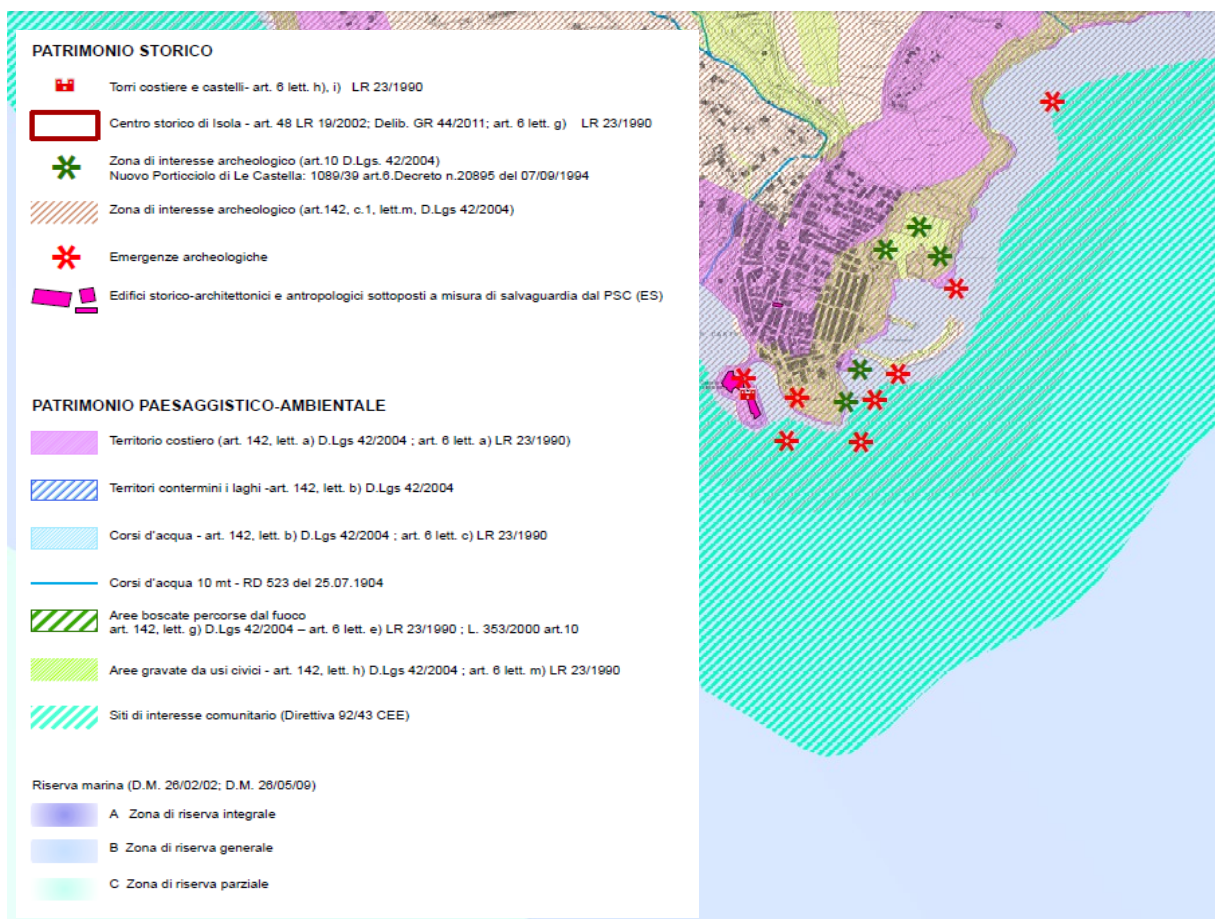 PATRIMONIO STORICO
Torri costiere e castelli- art. 6 lett. h), i) LR 23/1990
Centro storico di Isola - art. 48 LR 19/2002; Delib. GR 44/2011; art. 6 lett. g) LR 23/1990
Zona di interesse archeologico (art.10 D.Lgs. 42/2004)
Nuovo Porticciolo di Le Castella: 1089/39 art.6.Decreto n.20895 del 07/09/1994
Zona di interesse archeologico (art.142, c.1, lett.m, D.Lgs 42/2004)
Emergenze archeologiche
Edifici storico-architettonici e antropologici sottoposti a misura di salvaguardia dal PSC (ES)
PATRIMONIO PAESAGGISTICO-AMBIENTALE
Territorio costiero (art. 142, lett. a) D.Lgs 42/2004 ; art. 6 lett. a) LR 23/1990)
Territori contermini i laghi -art. 142, lett. b) D.Lgs 42/2004
Corsi d'acqua - art. 142, lett. b) D.Lgs 42/2004 ; art. 6 lett. c) LR 23/1990
Corsi d'acqua 10 mt - RD 523 del 25.07.1904
Aree boscate percorse dal fuoco
art. 142, lett. g) D.Lgs 42/2004 – art. 6 lett. e) LR 23/1990 ; L. 353/2000 art.10
Aree gravate da usi civici - art. 142, lett. h) D.Lgs 42/2004 ; art. 6 lett. m) LR 23/1990
Siti di interesse comunitario (Direttiva 92/43 CEE)
Riserva marina (D.M. 26/02/02; D.M. 26/05/09)
A Zona di riserva integrale
B Zona di riserva generale
C Zona di riserva parziale